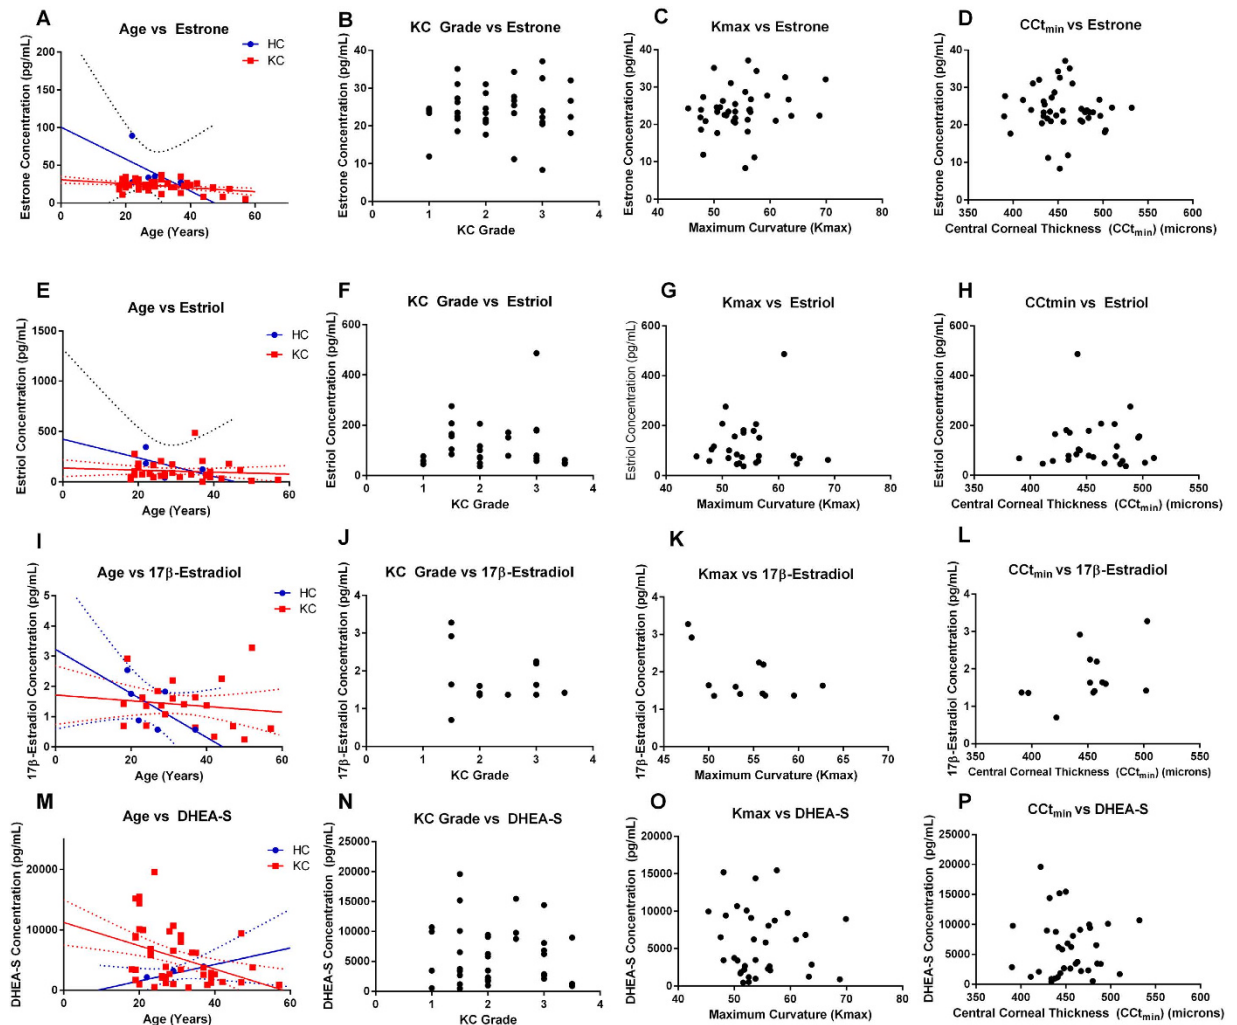 A
Age vs Estrone
HC
KC
Estrone Concentration (pg/mL)
200
150
100
50
0
0 20 40 60
Age (Years)
B
KC Grade vs Estrone
Estrone Concentration (pg/mL)
60
40
20
0
0 1 2 3 4
KC Grade
C
Kmax vs Estrone
Estrone Concentration (pg/mL)
40
30
20
10
0
40 50 60 70 80
Maximum Curvature (Kmax)
D
CCtmin vs Estrone
Estrone Concentration (pg/mL)
40
30
20
10
0
350 400 450 500 550 600
Central Corneal Thickness (CCtmin) (microns)
E
Age vs Estriol
HC
KC
Estriol Concentration (pg/mL)
1500
1000
500
0
0 20 40 60
Age (Years)
F
KC Grade vs Estriol
Estriol Concentration (pg/mL)
600
400
200
0
0 1 2 3 4
KC Grade
G
Kmax vs Estriol
Estriol Concentration (pg/mL)
600
400
200
0
40 50 60 70 80
Maximum Curvature (Kmax)
H
CCtmin vs Estriol
Estriol Concentration (pg/mL)
600
400
200
0
350 400 450 500 550
Central Corneal Thickness (CCtmin) (microns)
I
Age vs 17β-Estradiol
HC
KC
17β-Estradiol Concentration (pg/mL)
5
4
3
2
1
0
0 20 40 60
Age (Years)
J
KC Grade vs 17β-Estradiol
17β-Estradiol Concentration (pg/mL)
4
3
2
1
0
0 1 2 3 4
KC Grade
K
Kmax vs 17β-Estradiol
17β-Estradiol Concentration (pg/mL)
4
3
2
1
0
45 50 55 60 65 70
Maximum Curvature (Kmax)
L
CCtmin vs 17β-Estradiol
17β-Estradiol Concentration (pg/mL)
4
3
2
1
0
350 400 450 500 550
Central Corneal Thickness (CCtmin) (microns)
M
Age vs DHEA-S
HC
KC
DHEA-S Concentration (pg/mL)
20000
10000
0
0 20 40 60
Age (Years)
N
KC Grade vs DHEA-S
DHEA-S Concentration (pg/mL)
25000
20000
15000
10000
5000
0
0 1 2 3 4
KC Grade
O
Kmax vs DHEA-S
DHEA-S Concentration (pg/mL)
20000
15000
10000
5000
0
40 50 60 70 80
Maximum Curvature (Kmax)
P
CCtmin vs DHEA-S
DHEA-S Concentration (pg/mL)
25000
20000
15000
10000
5000
0
350 400 450 500 550 600
Central Corneal Thickness (CCtmin) (microns)